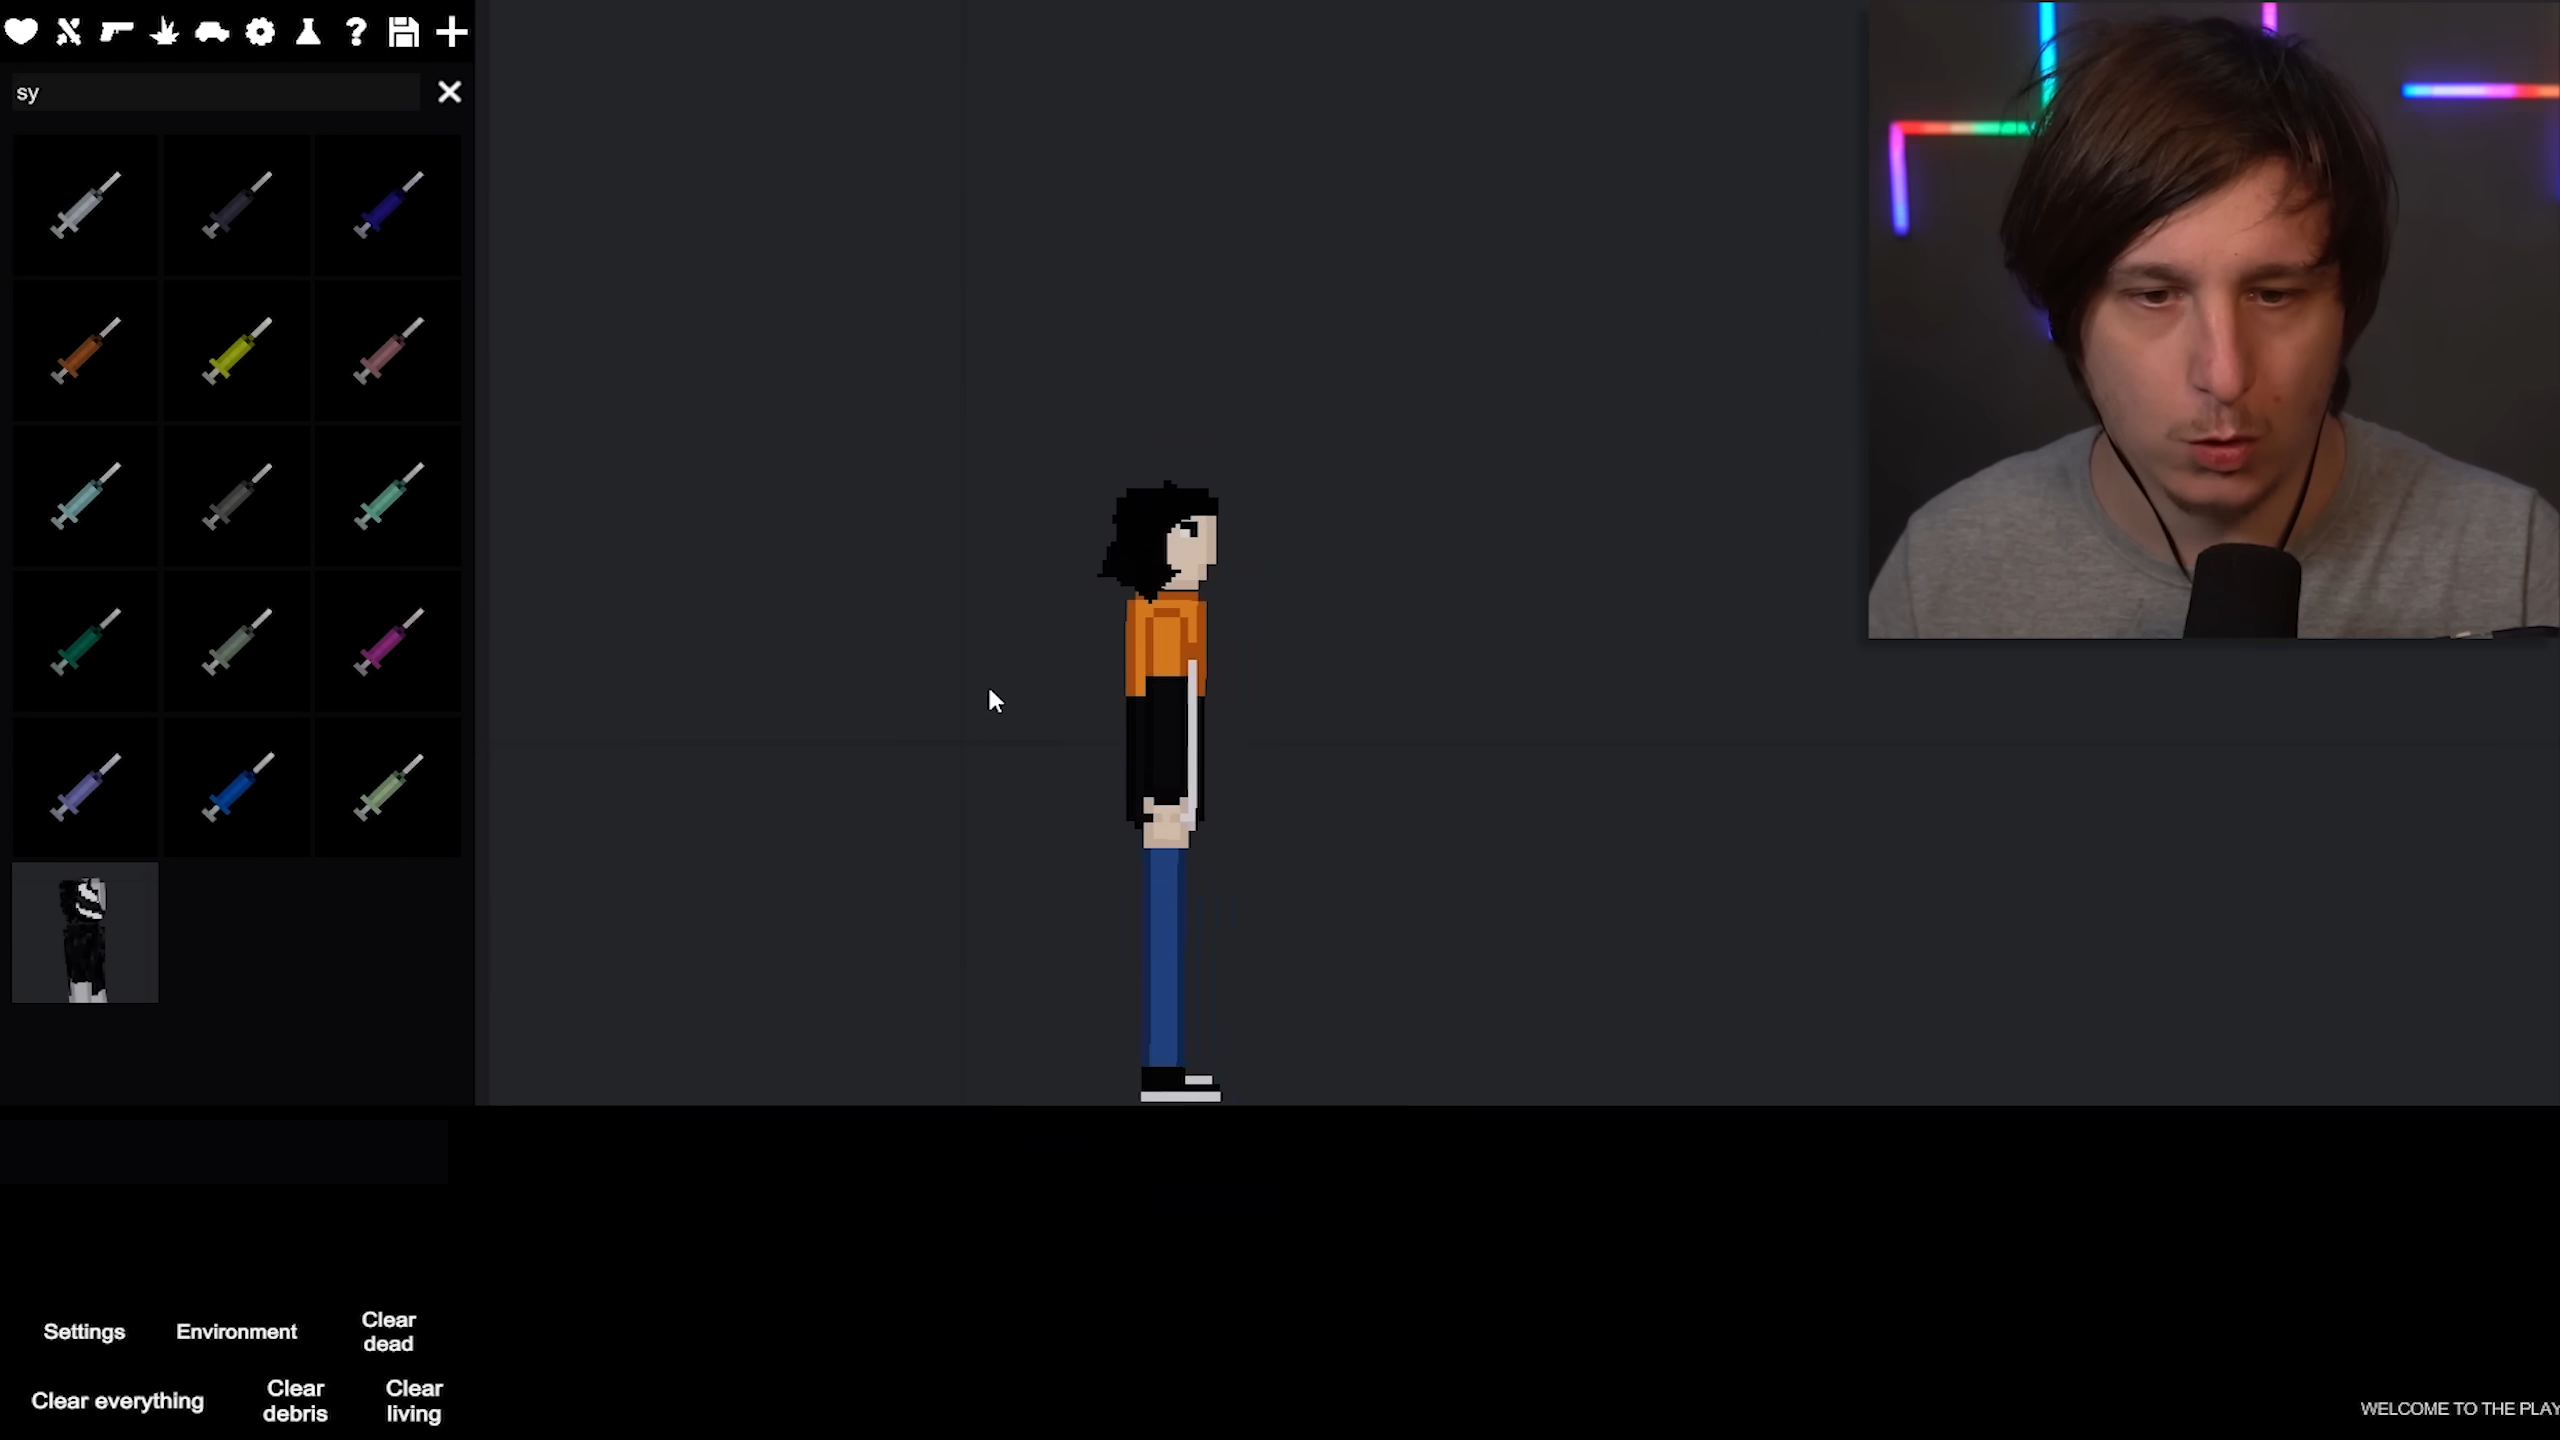 sy
Settings
Environment
Clear
dead
Clear everything
Clear
debris
Clear
living
WELCOME TO THE PLAY